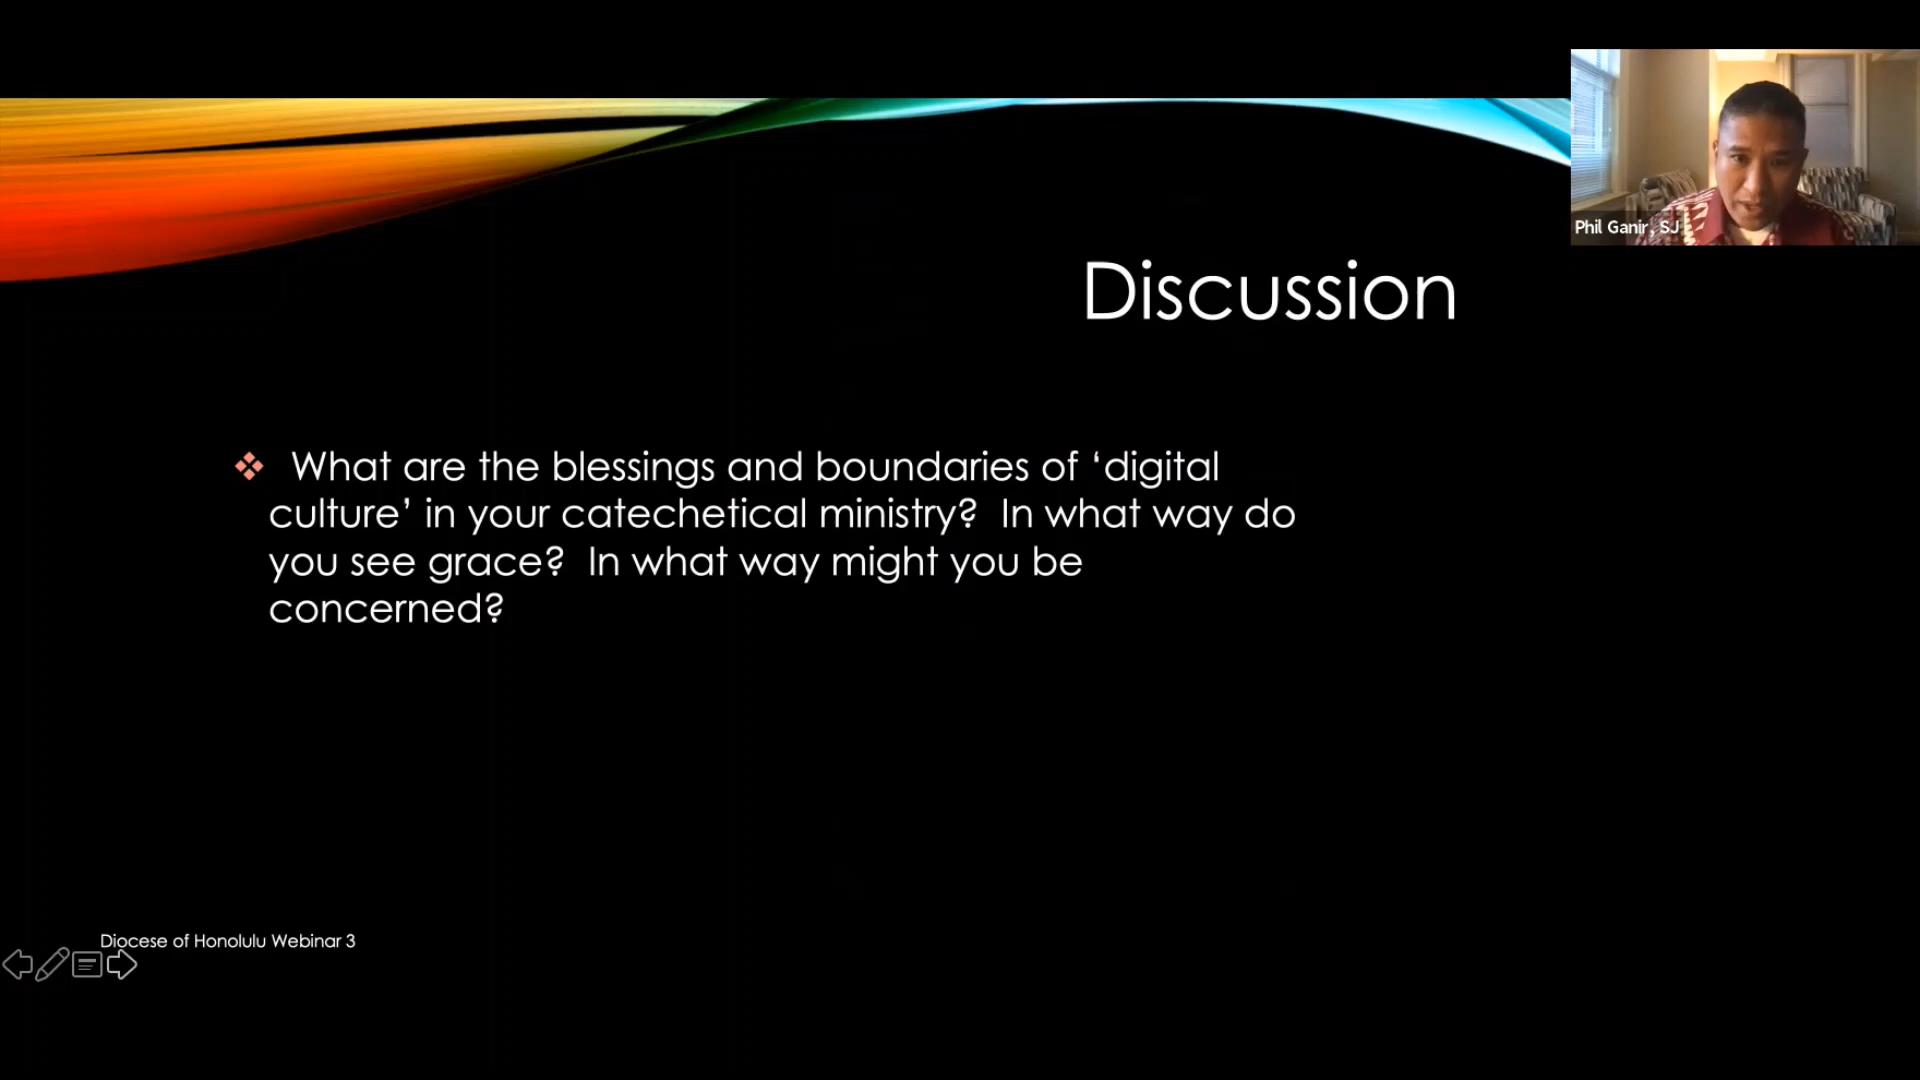 Phil Ganir, SJ
Discussion
What are the blessings and boundaries of ‘digital
culture’ in your catechetical ministry?  In what way do
you see grace?  In what way might you be
concerned?
Diocese of Honolulu Webinar 3